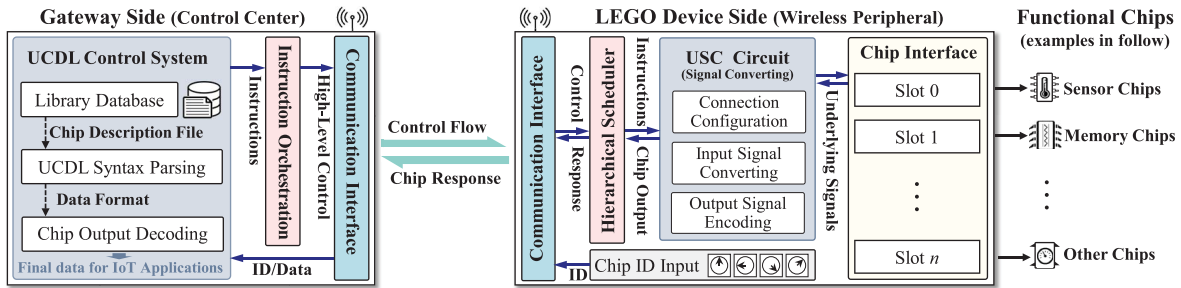 Gateway Side (Control Center)
UCDL Control System
Library Database
Chip Description File
UCDL Syntax Parsing
Data Format
Chip Output Decoding
Final data for IoT Applications
Instructions
Instruction Orchestration
High-Level Control
Communication Interface
ID/Data
Control Flow
Chip Response
LEGO Device Side (Wireless Peripheral)
Communication Interface
Control
Response
Hierarchical Scheduler
Instructions
Chip Output
USC Circuit
(Signal Converting)
Connection
Configuration
Input Signal
Converting
Output Signal
Encoding
Underlying Signals
ID
Chip ID Input
Chip Interface
Slot 0
Slot 1
Slot n
Functional Chips
(examples in follow)
Sensor Chips
Memory Chips
Other Chips